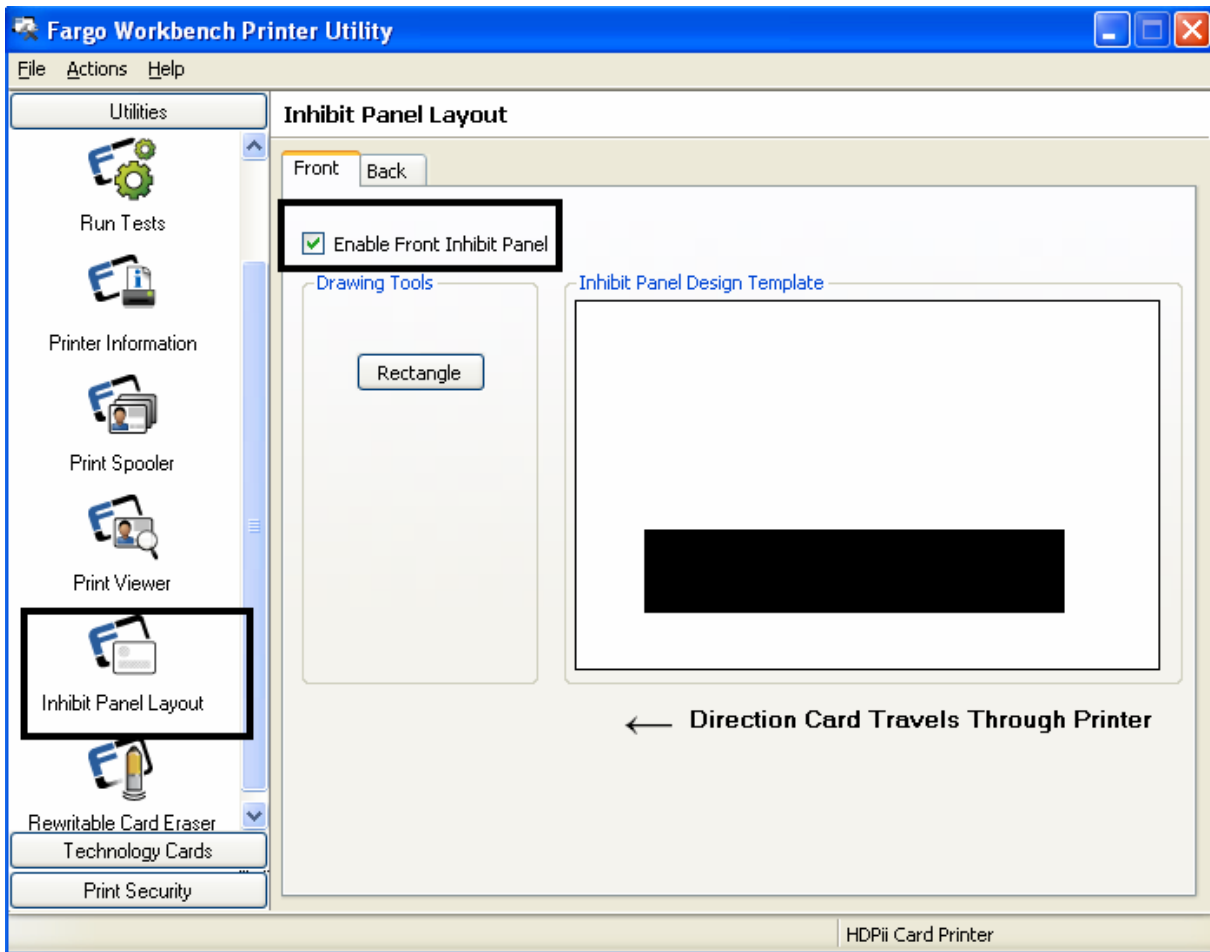 Fargo Workbench Printer Utility
File Actions Help
Utilities
Run Tests
Printer Information
Print Spooler
Print Viewer
Inhibit Panel Layout
Rewritable Card Eraser
Technology Cards
Print Security
Inhibit Panel Layout
Front Back
Enable Front Inhibit Panel
Drawing Tools
Rectangle
Inhibit Panel Design Template
← Direction Card Travels Through Printer
HDPii Card Printer